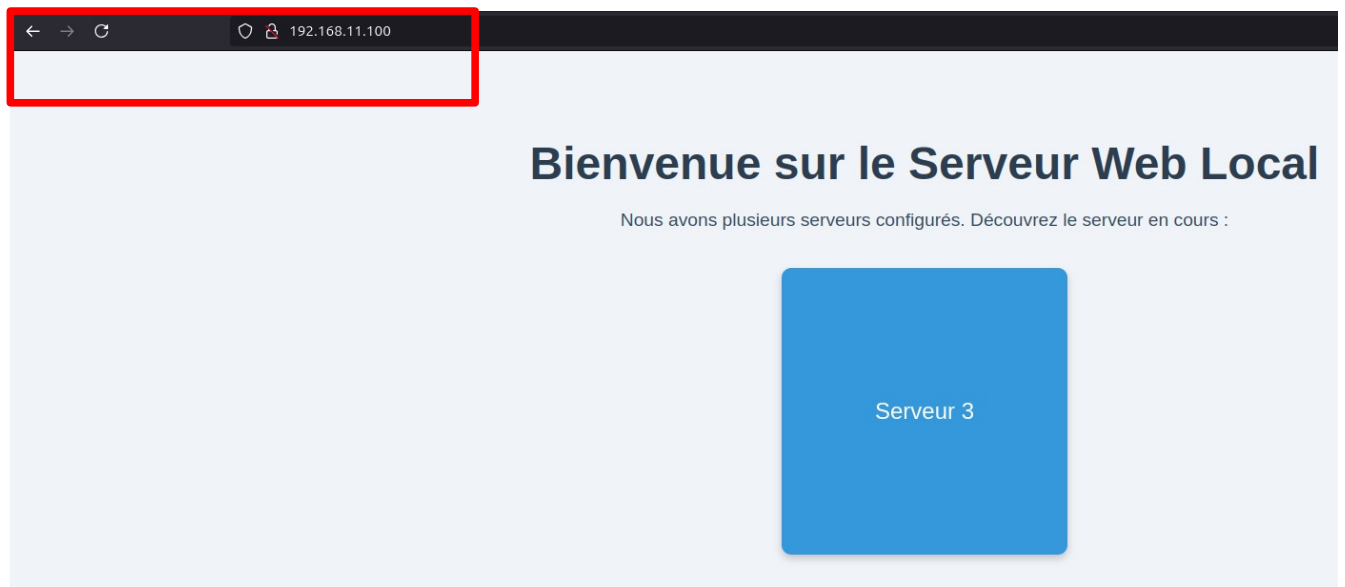 192.168.11.100
Bienvenue sur le Serveur Web Local
Nous avons plusieurs serveurs configurés. Découvrez le serveur en cours :
Serveur 3